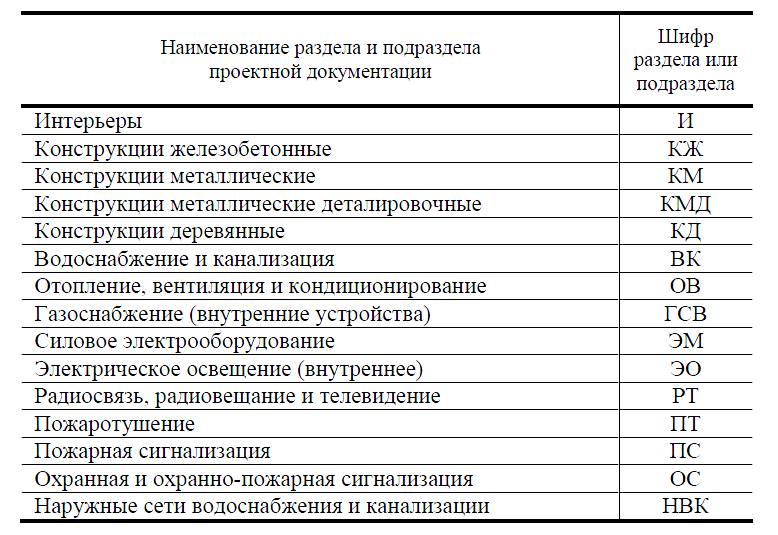 Наименование раздела и подраздела
проектной документации
Шифр
раздела или
подраздела
Интерьеры И
Конструкции железобетонные КЖ
Конструкции металлические КМ
Конструкции металлические деталировочные КМД
Конструкции деревянные КД
Водоснабжение и канализация ВК
Отопление, вентиляция и кондиционирование ОВ
Газоснабжение (внутренние устройства) ГСВ
Силовое электрооборудование ЭМ
Электрическое освещение (внутреннее) ЭО
Радиосвязь, радиовещание и телевидение РТ
Пожаротушение ПТ
Пожарная сигнализация ПС
Охранная и охранно-пожарная сигнализация ОС
Наружные сети водоснабжения и канализации НВК